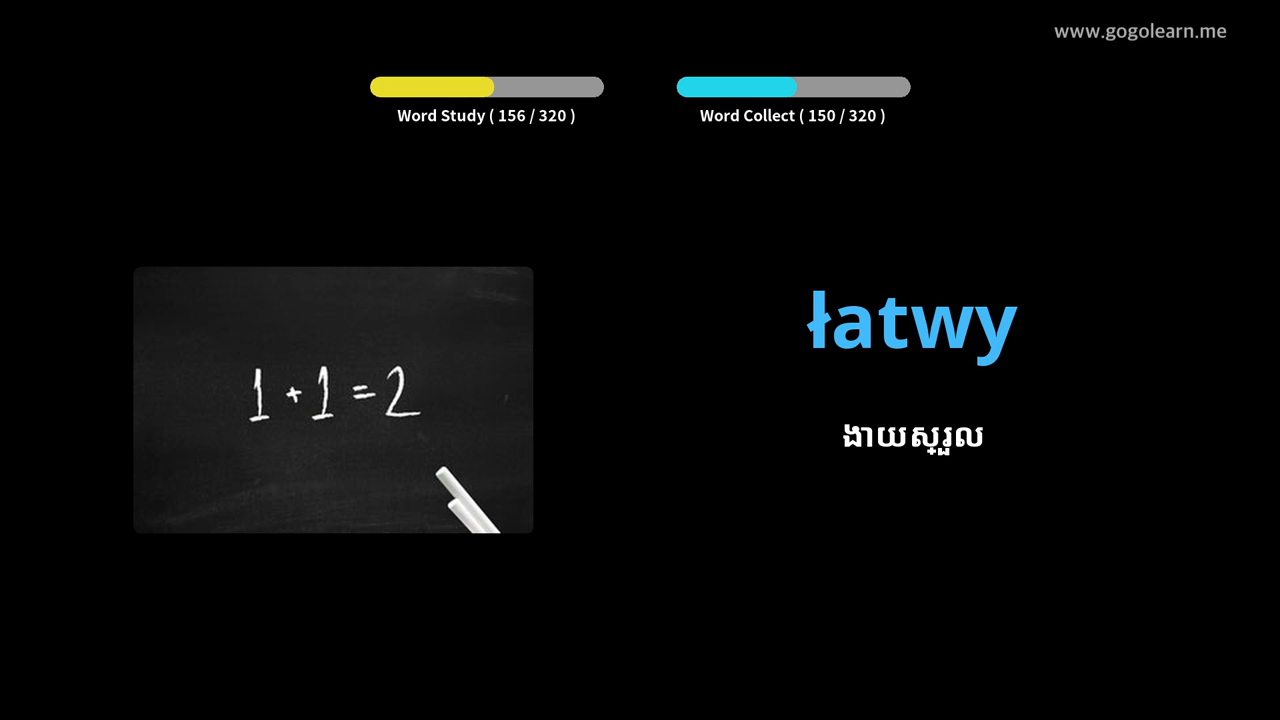 www.gogolearn.me
Word Study ( 156 / 320 )
Word Collect ( 150 / 320 )
1 + 1 = 2
łatwy
ងាយស្រួល